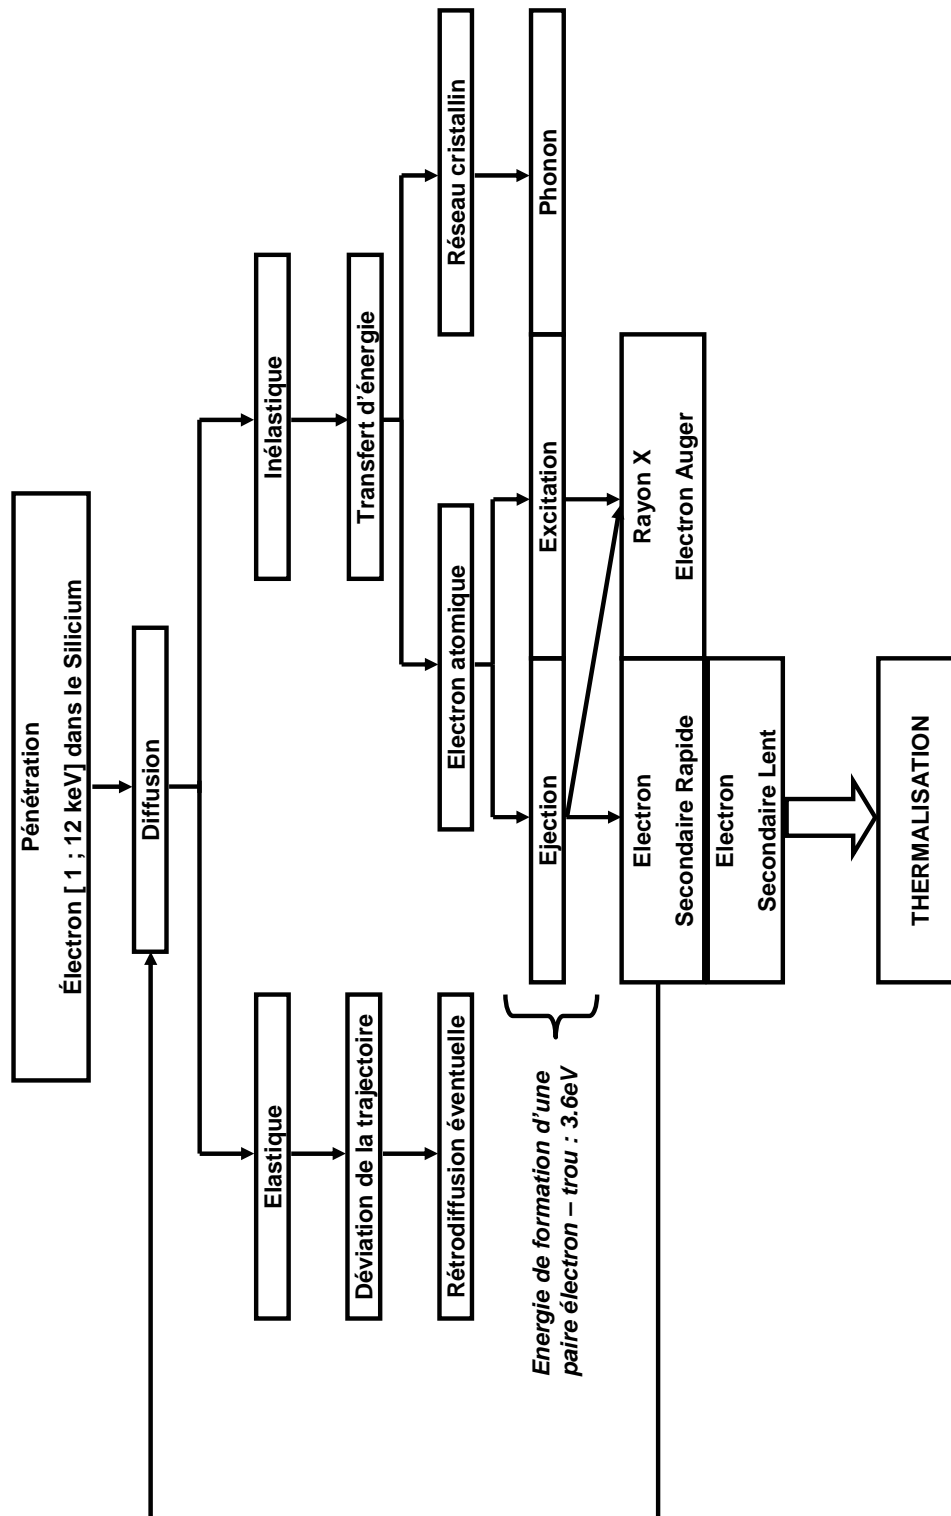 Pénétration
Électron [ 1 ; 12 keV] dans le Silicium
Diffusion
Elastique
Inélastique
Déviation de la trajectoire
Transfert d’énergie
Rétrodiffusion éventuelle
Electron atomique
Réseau cristallin
Energie de formation d’une
paire électron – trou : 3.6eV
Ejection
Excitation
Phonon
Electron
Secondaire Rapide
Rayon X
Electron Auger
Electron
Secondaire Lent
THERMALISATION